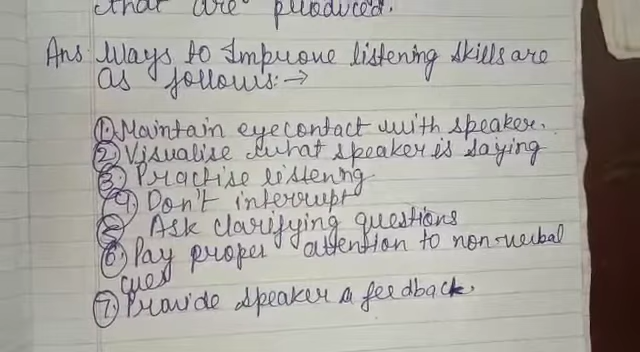 that are produced.
Ans: Ways to Improve listening skills are
as follows:→
① Maintain eyecontact with speaker.
② Visualise what speaker is saying
③ Practise listening
④ Don't interrupt
⑤ Ask clarifying questions
⑥ Pay proper attention to non-verbal
cues
⑦ Provide speaker a feedback.